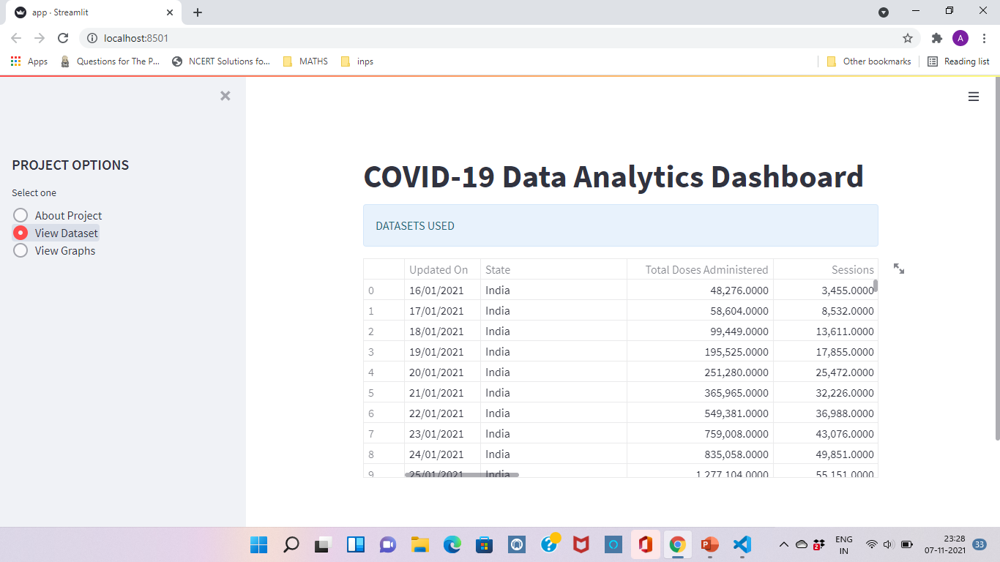 app · Streamlit
localhost:8501
A
Apps
Questions for The P...
NCERT Solutions fo...
MATHS
inps
Other bookmarks
Reading list
PROJECT OPTIONS
Select one
About Project
View Dataset
View Graphs
COVID-19 Data Analytics Dashboard
DATASETS USED
Updated On State Total Doses Administered Sessions
0 16/01/2021 India 48,276.0000 3,455.0000
1 17/01/2021 India 58,604.0000 8,532.0000
2 18/01/2021 India 99,449.0000 13,611.0000
3 19/01/2021 India 195,525.0000 17,855.0000
4 20/01/2021 India 251,280.0000 25,472.0000
5 21/01/2021 India 365,965.0000 32,226.0000
6 22/01/2021 India 549,381.0000 36,988.0000
7 23/01/2021 India 759,008.0000 43,076.0000
8 24/01/2021 India 835,058.0000 49,851.0000
9 25/01/2021 India 1,277,104.0000 55,151.0000
2
ENG
IN
23:28
07-11-2021
33